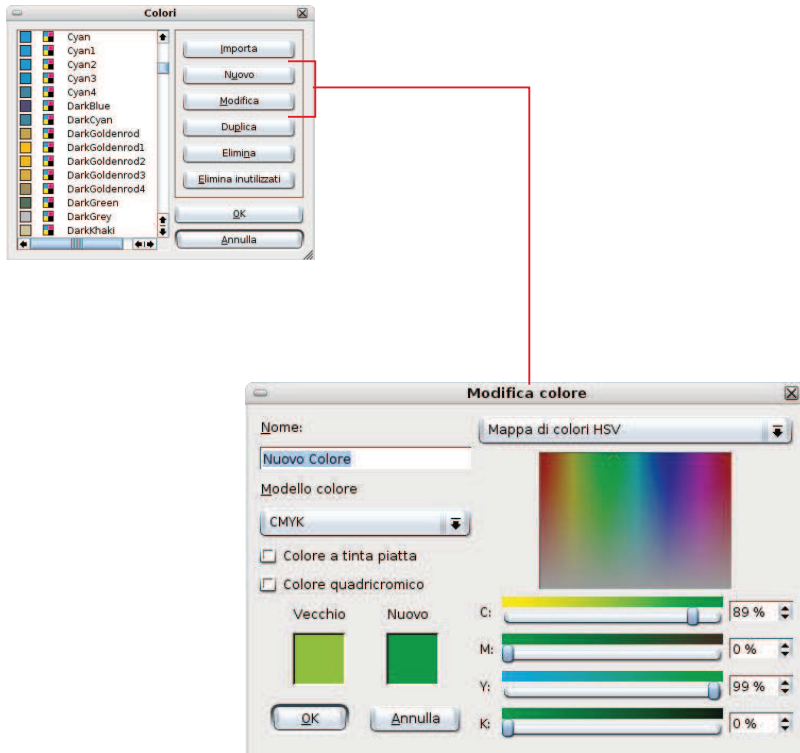 Colori
Cyan
Cyan1
Cyan2
Cyan3
Cyan4
DarkBlue
DarkCyan
DarkGoldenrod
DarkGoldenrod1
DarkGoldenrod2
DarkGoldenrod3
DarkGoldenrod4
DarkGreen
DarkGrey
DarkKhaki
Importa
Nuovo
Modifica
Duplica
Elimina
Elimina inutilizzati
OK
Annulla
Modifica colore
Nome:
Nuovo Colore
Modello colore
CMYK
Colore a tinta piatta
Colore quadricromico
Vecchio Nuovo
OK Annulla
Mappa di colori HSV
C: 89 %
M: 0 %
Y: 99 %
K: 0 %